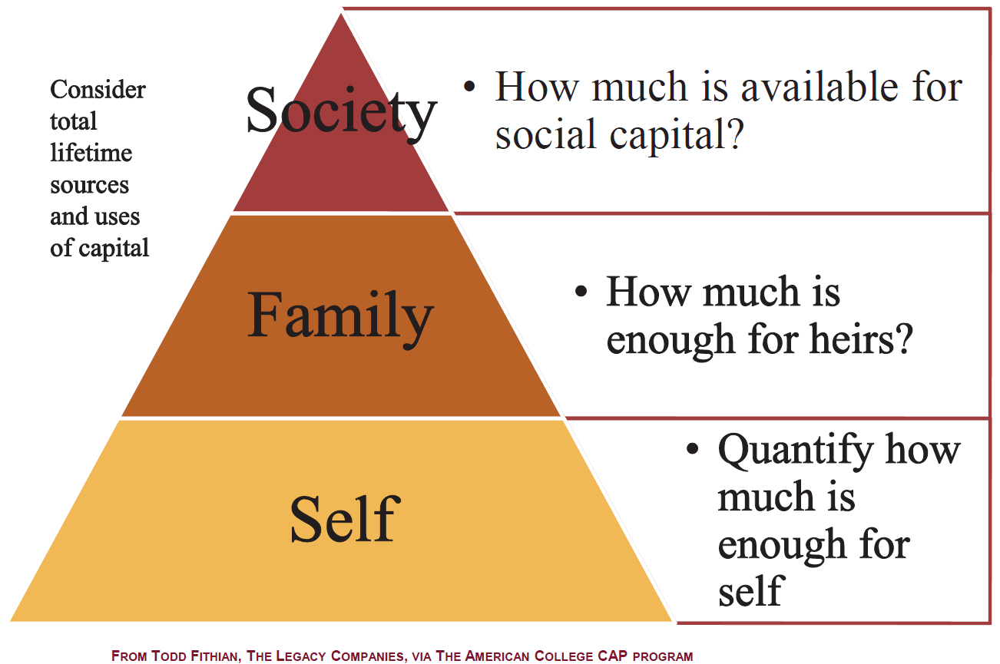 Consider
total
lifetime
sources
and uses
of capital
Society
• How much is available for
social capital?
Family
• How much is
enough for heirs?
Self
• Quantify how
much is
enough for
self
FROM TODD FITHIAN, THE LEGACY COMPANIES, VIA THE AMERICAN COLLEGE CAP PROGRAM